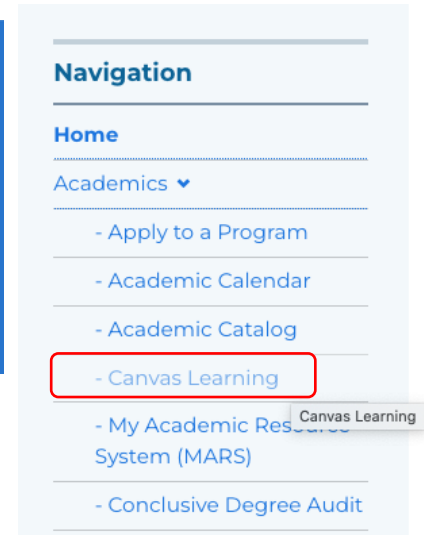 Navigation
Home
Academics
- Apply to a Program
- Academic Calendar
- Academic Catalog
- Canvas Learning
Canvas Learning
- My Academic Resource
System (MARS)
- Conclusive Degree Audit